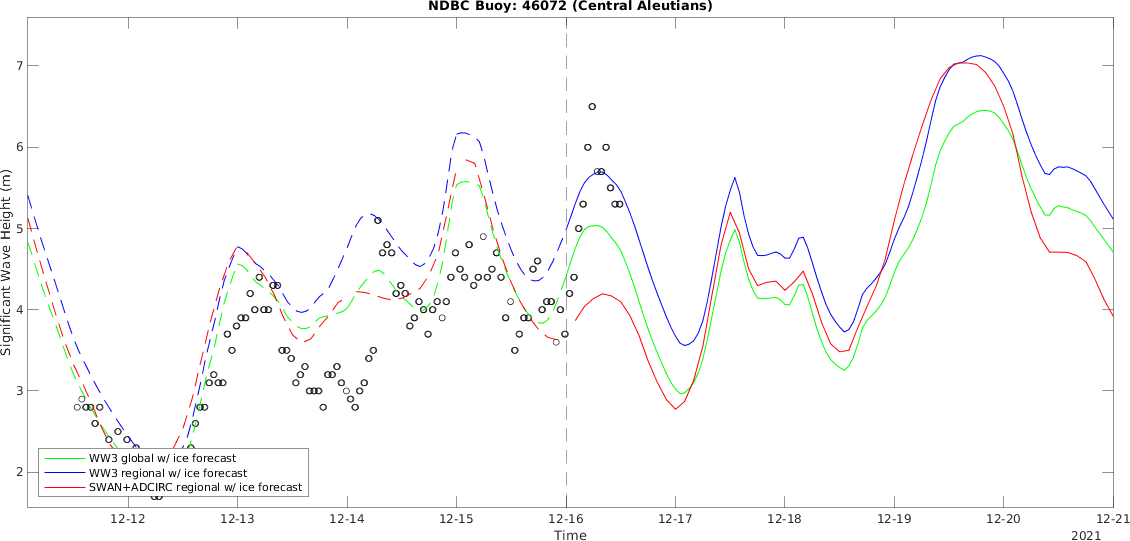 NDBC Buoy: 46072 (Central Aleutians)
Significant Wave Height (m)
7
6
5
4
3
2
WW3 global w/ ice forecast
WW3 regional w/ ice forecast
SWAN+ADCIRC regional w/ ice forecast
12-12 12-13 12-14 12-15 12-16 12-17 12-18 12-19 12-20 12-21
Time
2021